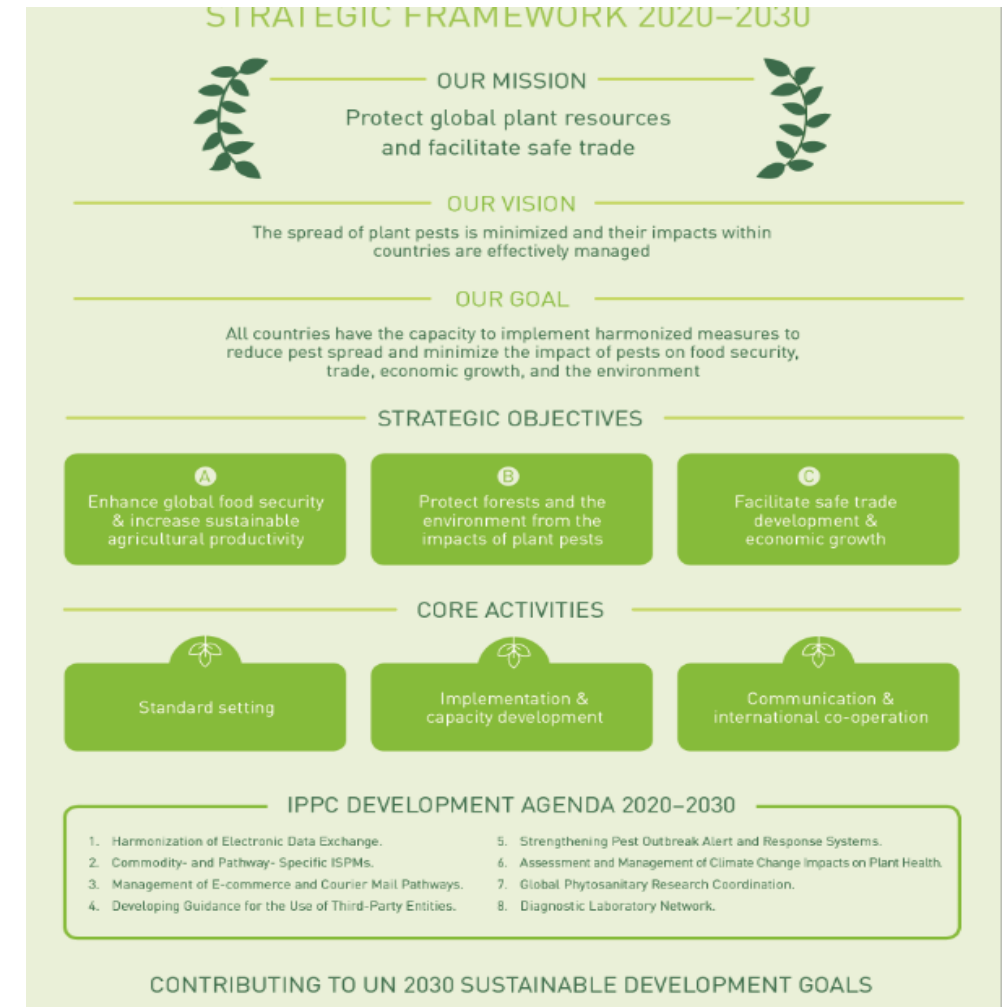 STRATEGIC FRAMEWORK 2020–2030
OUR MISSION
Protect global plant resources
and facilitate safe trade
OUR VISION
The spread of plant pests is minimized and their impacts within
countries are effectively managed
OUR GOAL
All countries have the capacity to implement harmonized measures to
reduce pest spread and minimize the impact of pests on food security,
trade, economic growth, and the environment
STRATEGIC OBJECTIVES
A
Enhance global food security
& increase sustainable
agricultural productivity
B
Protect forests and the
environment from the
impacts of plant pests
C
Facilitate safe trade
development &
economic growth
CORE ACTIVITIES
Standard setting
Implementation &
capacity development
Communication &
international co-operation
IPPC DEVELOPMENT AGENDA 2020–2030
1. Harmonization of Electronic Data Exchange.
2. Commodity- and Pathway- Specific ISPMs.
3. Management of E-commerce and Courier Mail Pathways.
4. Developing Guidance for the Use of Third-Party Entities.
5. Strengthening Pest Outbreak Alert and Response Systems.
6. Assessment and Management of Climate Change Impacts on Plant Health.
7. Global Phytosanitary Research Coordination.
8. Diagnostic Laboratory Network.
CONTRIBUTING TO UN 2030 SUSTAINABLE DEVELOPMENT GOALS